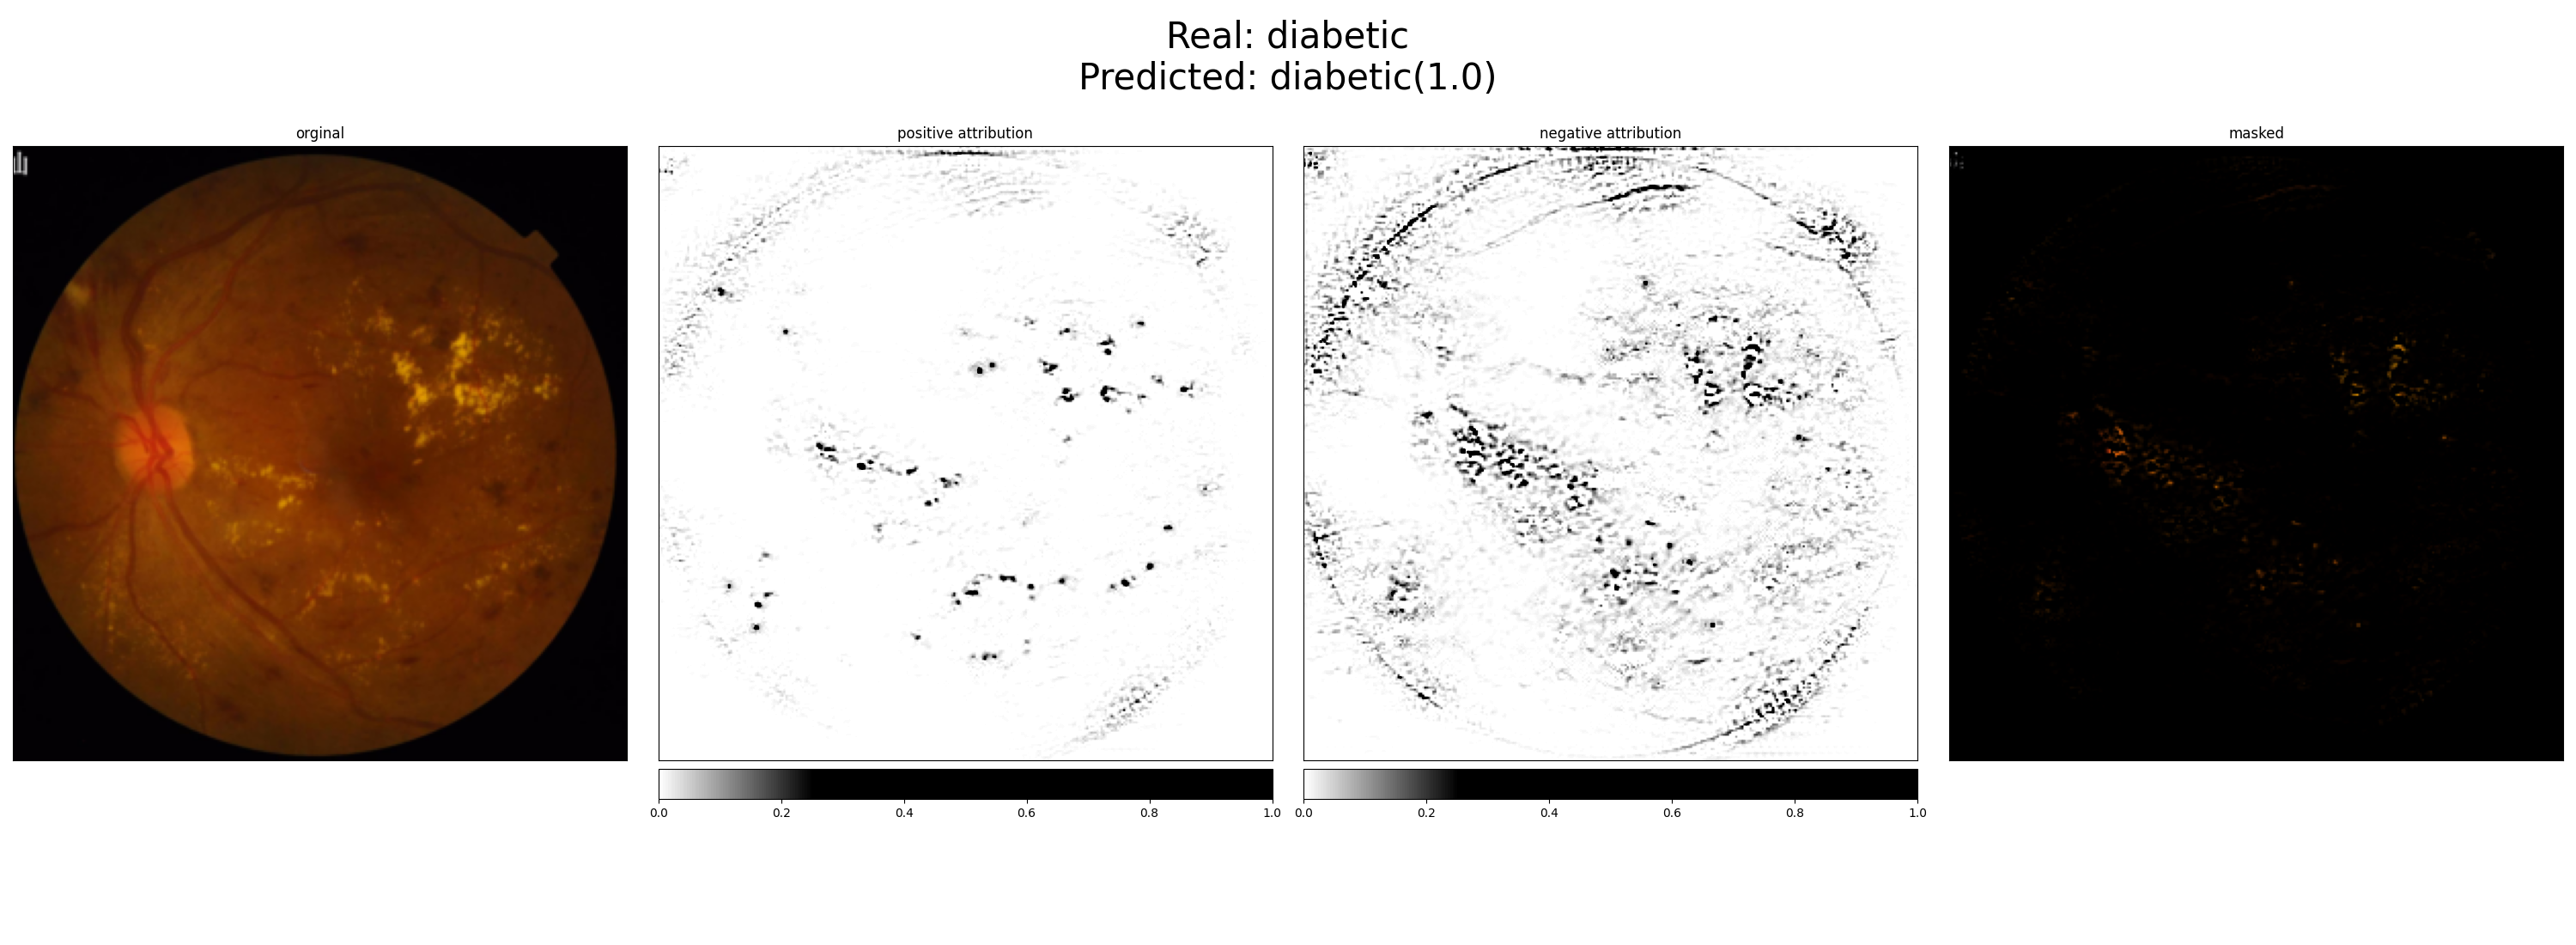 Real: diabetic
Predicted: diabetic(1.0)
orginal
positive attribution
negative attribution
masked
0.0 0.2 0.4 0.6 0.8 1.0
0.0 0.2 0.4 0.6 0.8 1.0